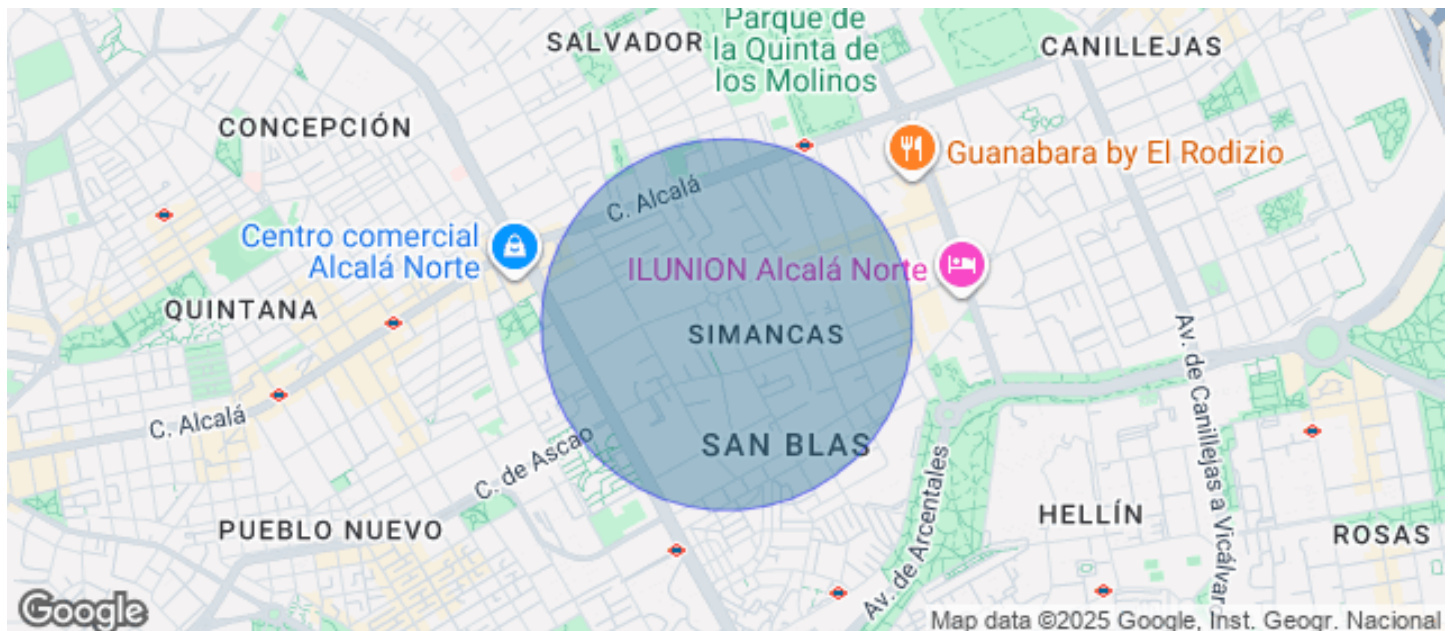 Parque de
la Quinta de
los Molinos
SALVADOR
CANILLEJAS
CONCEPCIÓN
Guanabara by El Rodizio
C. Alcalá
Centro comercial
Alcalá Norte
ILUNION Alcalá Norte
QUINTANA
SIMANCAS
Av. de Canillejas a Vicálvar
C. Alcalá
SAN BLAS
C. de Ascao
Av. de Arcentales
HELLÍN
PUEBLO NUEVO
ROSAS
Google
Map data ©2025 Google, Inst. Geogr. Nacional